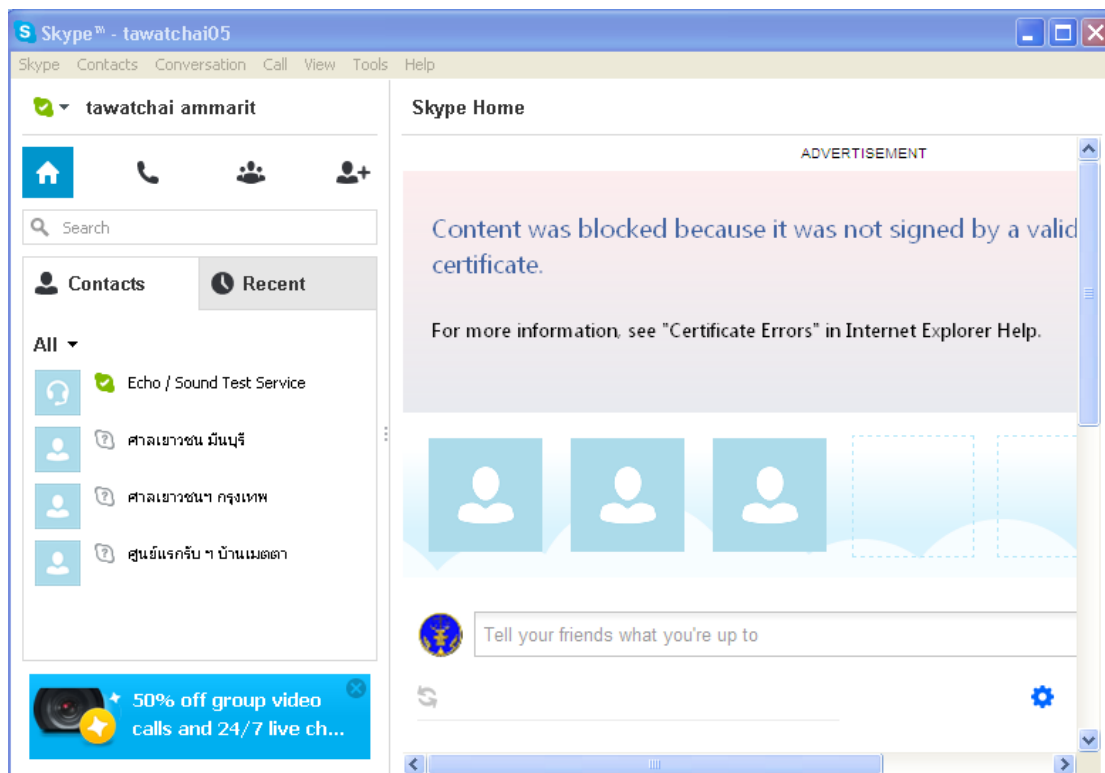 Skype™ - tawatchai05
Skype Contacts Conversation Call View Tools Help
tawatchai ammarit
Search
Contacts
Recent
All
Echo / Sound Test Service
ศาลเยาวชน มีนบุรี
ศาลเยาวชนฯ กรุงเทพ
ศูนย์แรกรับ ฯ บ้านเมตตา
50% off group video
calls and 24/7 live ch...
Skype Home
ADVERTISEMENT
Content was blocked because it was not signed by a valid
certificate.
For more information, see "Certificate Errors" in Internet Explorer Help.
Tell your friends what you're up to